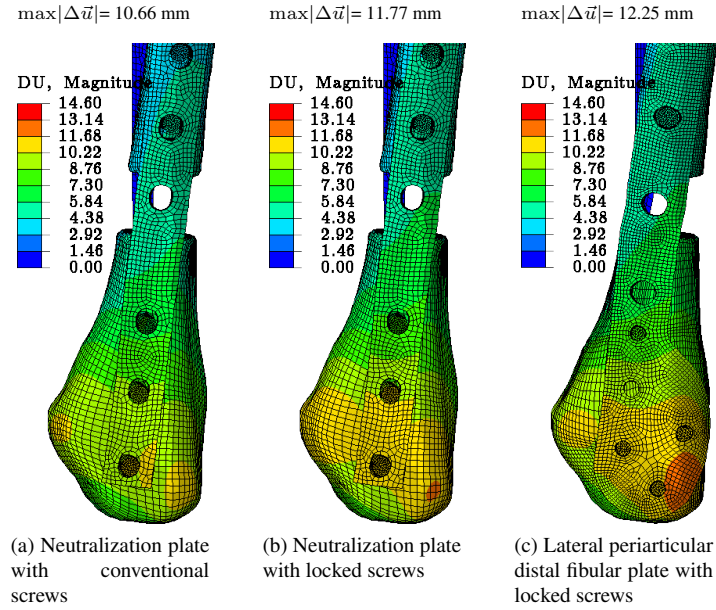 max|Δu⃗|= 10.66 mm
DU, Magnitude
14.60
13.14
11.68
10.22
8.76
7.30
5.84
4.38
2.92
1.46
0.00
(a) Neutralization plate
with conventional
screws
max|Δu⃗|= 11.77 mm
DU, Magnitude
14.60
13.14
11.68
10.22
8.76
7.30
5.84
4.38
2.92
1.46
0.00
(b) Neutralization plate
with locked screws
max|Δu⃗|= 12.25 mm
DU, Magnitude
14.60
13.14
11.68
10.22
8.76
7.30
5.84
4.38
2.92
1.46
0.00
(c) Lateral periarticular
distal fibular plate with
locked screws